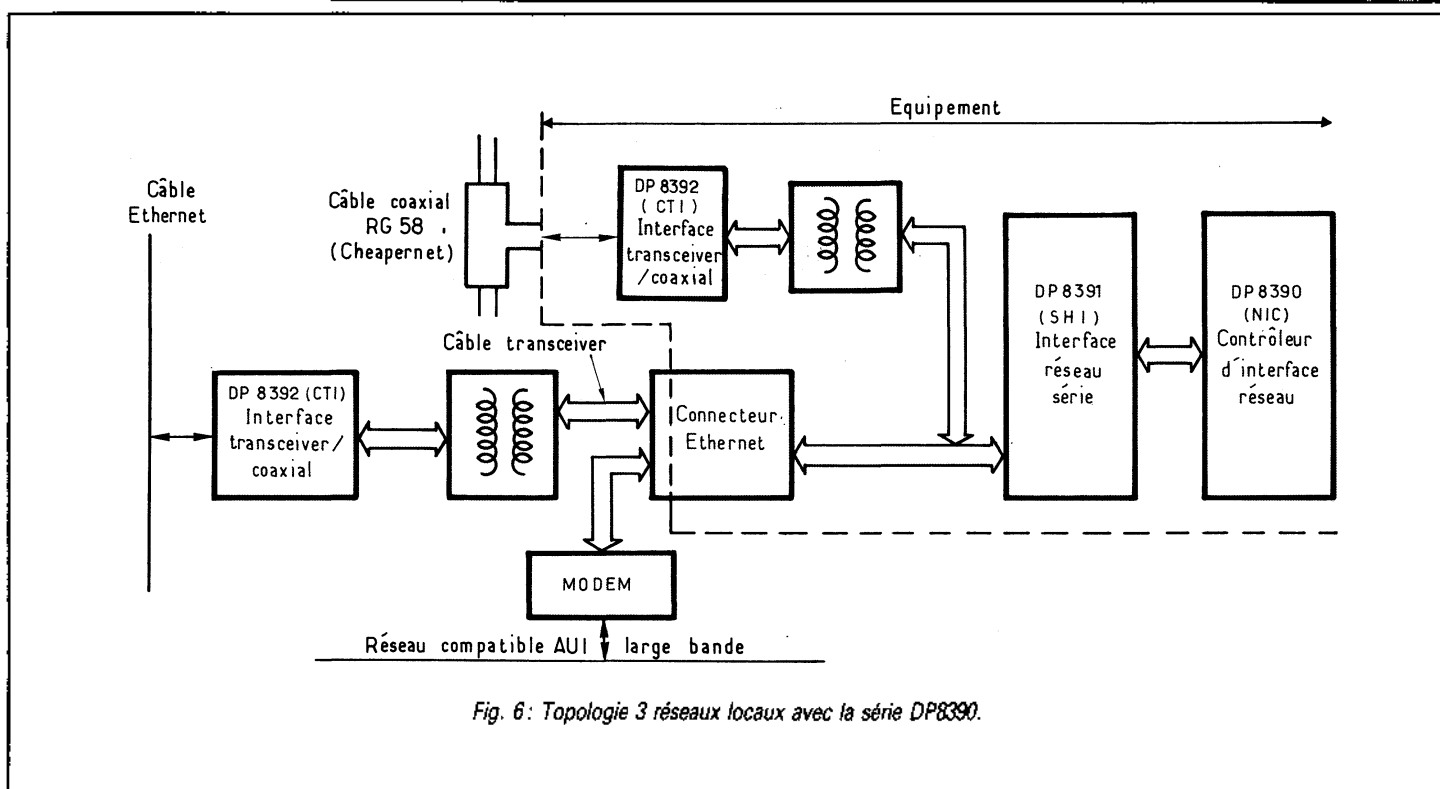 Equipement
Câble
Ethernet
Câble coaxial
RG 58
(Cheapernet)
DP 8392
(CTI)
Interface
transceiver
/coaxial
DP 8391
(SHI)
Interface
réseau
série
DP 8390
(NIC)
Contrôleur
d'interface
réseau
Câble transceiver
DP 8392 (CTI)
Interface
transceiver/
coaxial
Connecteur
Ethernet
MODEM
Réseau compatible AUI large bande
Fig. 6: Topologie 3 réseaux locaux avec la série DP8390.